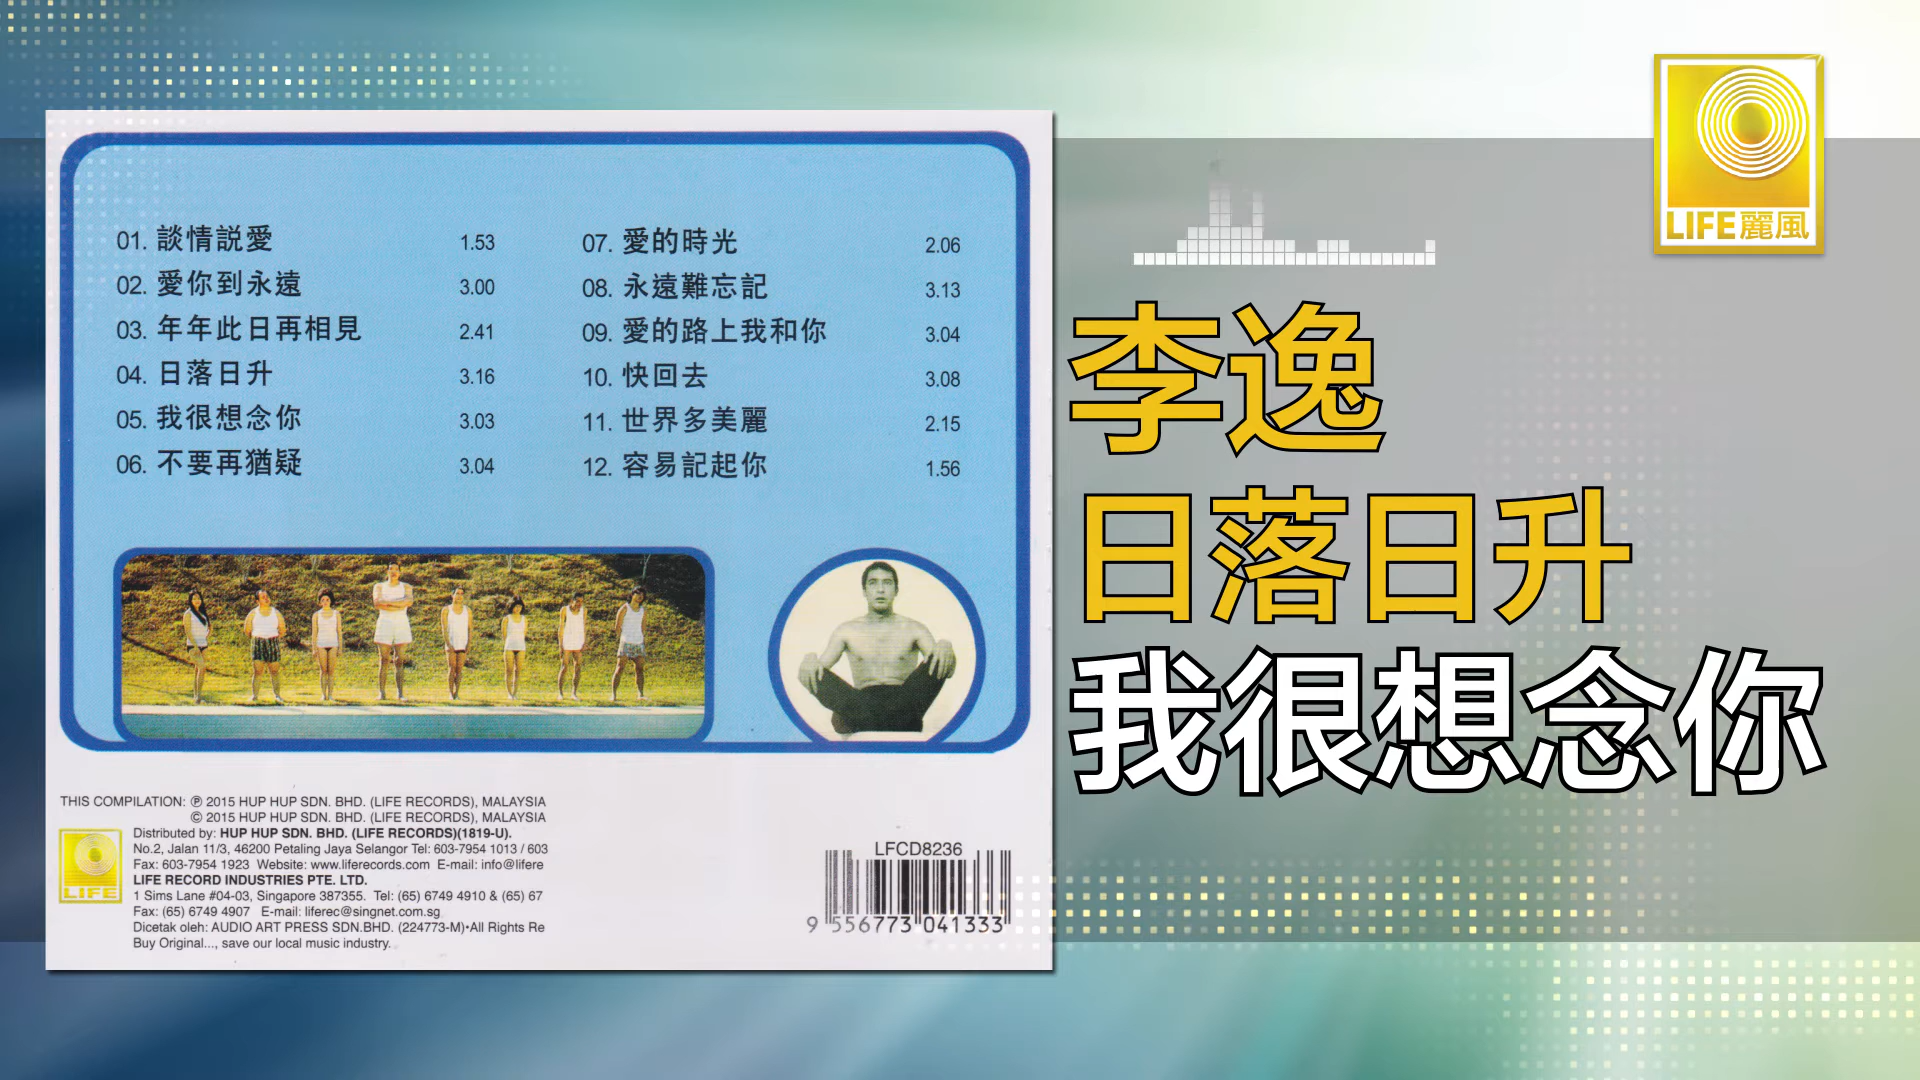 01. 談情説愛 1.53
02. 愛你到永遠 3.00
03. 年年此日再相見 2.41
04. 日落日升 3.16
05. 我很想念你 3.03
06. 不要再猶疑 3.04
07. 愛的時光 2.06
08. 永遠難忘記 3.13
09. 愛的路上我和你 3.04
10. 快回去 3.08
11. 世界多美麗 2.15
12. 容易記起你 1.56
THIS COMPILATION: ℗ 2015 HUP HUP SDN. BHD. (LIFE RECORDS), MALAYSIA
© 2015 HUP HUP SDN. BHD. (LIFE RECORDS), MALAYSIA
Distributed by: HUP HUP SDN. BHD. (LIFE RECORDS)(1819-U).
No.2, Jalan 11/3, 46200 Petaling Jaya Selangor Tel: 603-7954 1013 / 603
Fax: 603-7954 1923 Website: www.liferecords.com E-mail: info@lifere
LIFE RECORD INDUSTRIES PTE. LTD.
1 Sims Lane #04-03, Singapore 387355. Tel: (65) 6749 4910 & (65) 67
Fax: (65) 6749 4907 E-mail: liferec@singnet.com.sg
Dicetak oleh: AUDIO ART PRESS SDN.BHD. (224773-M)•All Rights Re
Buy Original..., save our local music industry.
LIFE
LFCD8236
9 556773 041333
LIFE麗風
李逸
日落日升
我很想念你